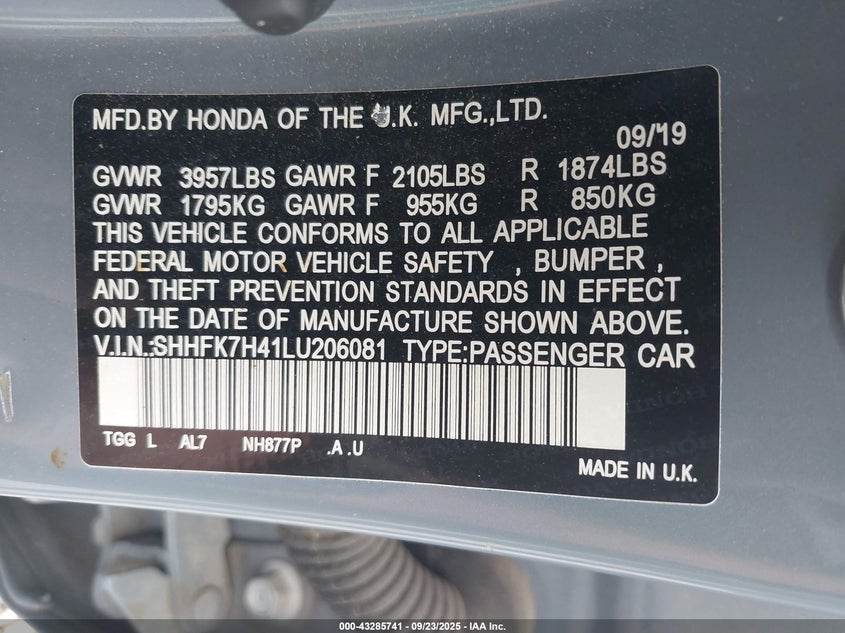 MFD.BY HONDA OF THE U.K. MFG.,LTD.
09/19
GVWR 3957LBS GAWR F 2105LBS R 1874LBS
GVWR 1795KG GAWR F 955KG R 850KG
THIS VEHICLE CONFORMS TO ALL APPLICABLE
FEDERAL MOTOR VEHICLE SAFETY , BUMPER ,
AND THEFT PREVENTION STANDARDS IN EFFECT
ON THE DATE OF MANUFACTURE SHOWN ABOVE.
V.I.N.:SHHFK7H41LU206081 TYPE:PASSENGER CAR
TGG L AL7 NH877P .A .U
MADE IN U.K.
000-43285741 - 09/23/2025 - IAA Inc.